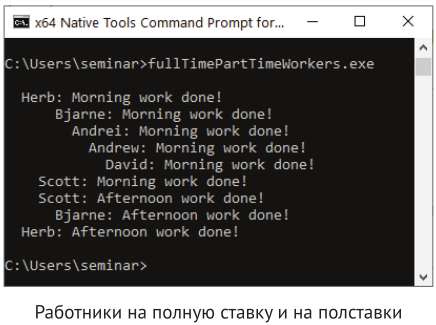 x64 Native Tools Command Prompt for...
C:\Users\seminar>fullTimePartTimeWorkers.exe
Herb: Morning work done!
Bjarne: Morning work done!
Andrei: Morning work done!
Andrew: Morning work done!
David: Morning work done!
Scott: Morning work done!
Scott: Afternoon work done!
Bjarne: Afternoon work done!
Herb: Afternoon work done!
C:\Users\seminar>
Работники на полную ставку и на полставки